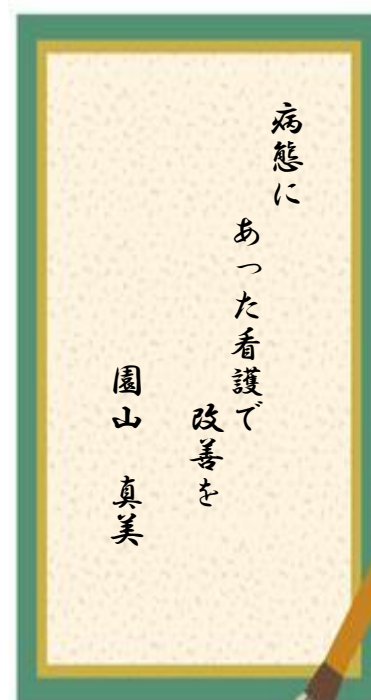 病態に
あった看護で
改善を
園山　真美